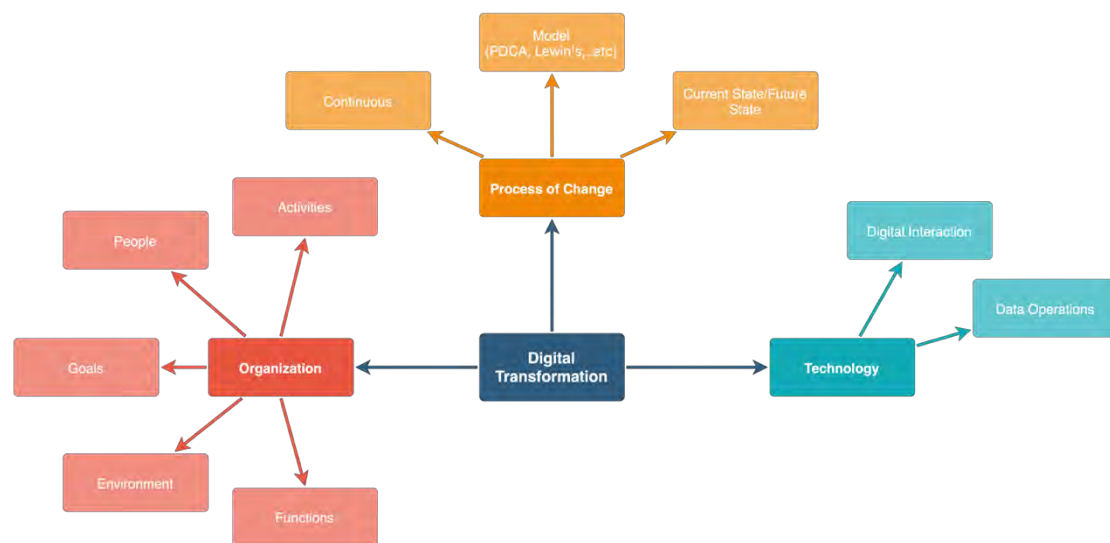 Model
(PDCA, Lewin's,..etc)
Continuous
Current State/Future
State
Process of Change
Activities
People
Digital Interaction
Data Operations
Goals
Organization
Digital
Transformation
Technology
Environment
Functions